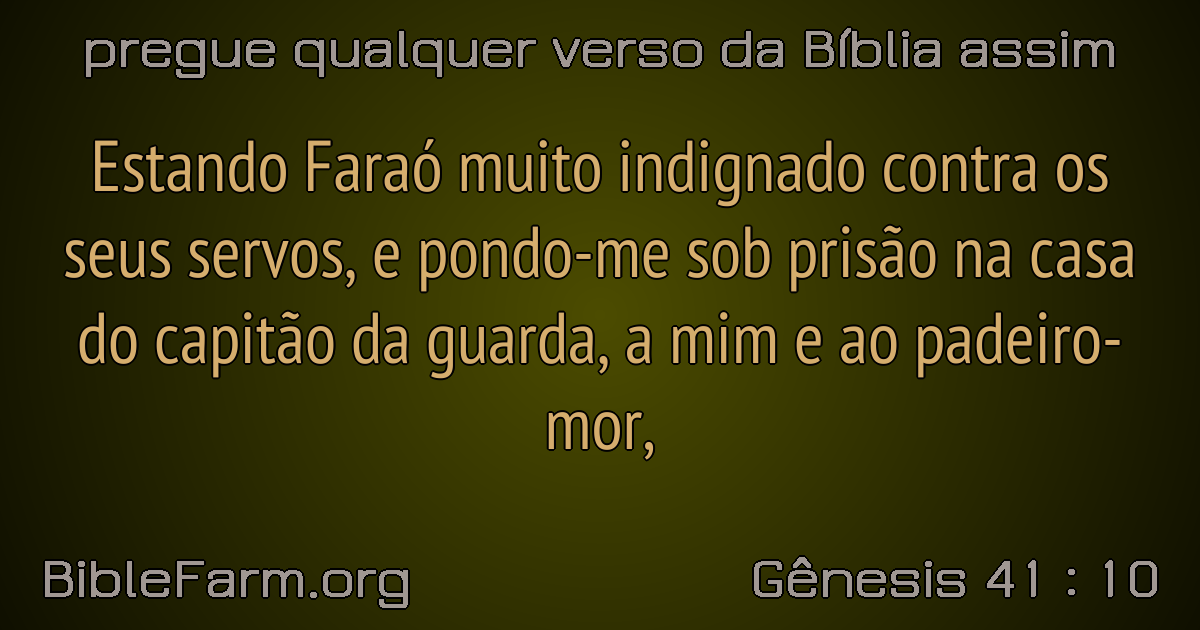 pregue qualquer verso da Bíblia assim
Estando Faraó muito indignado contra os
seus servos, e pondo-me sob prisão na casa
do capitão da guarda, a mim e ao padeiro-
mor,
BibleFarm.org
Gênesis 41 : 10